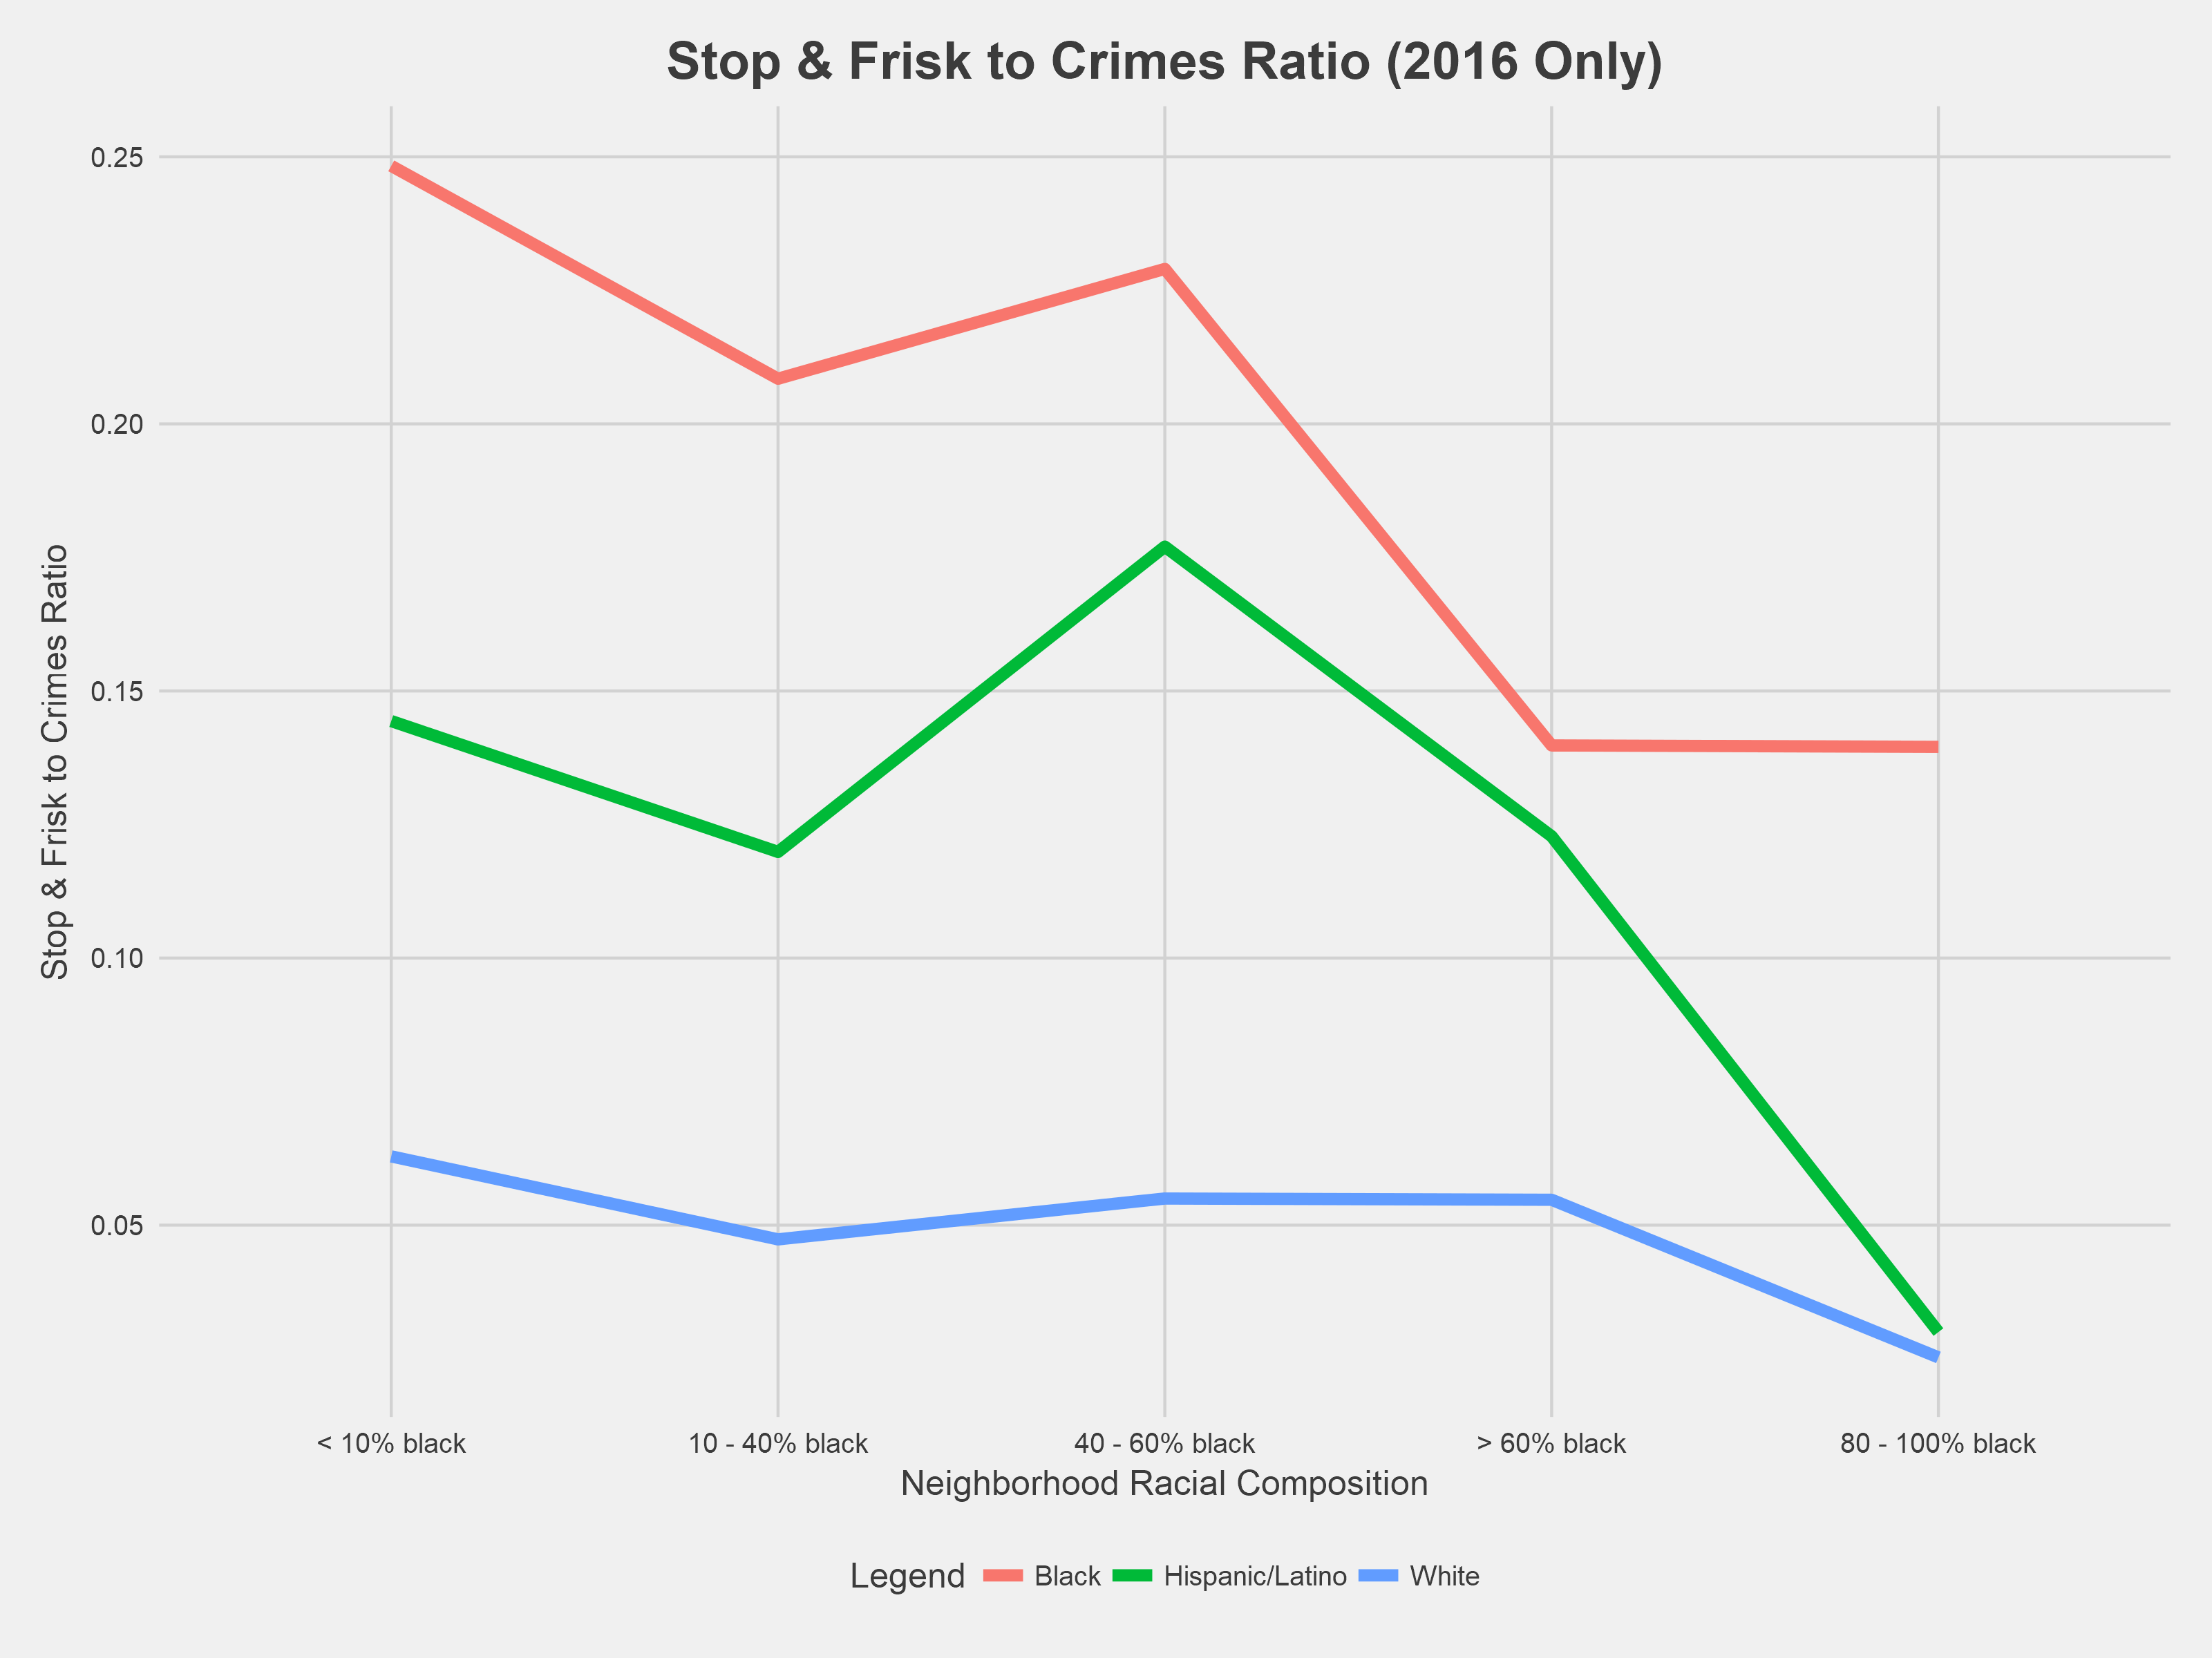 Stop & Frisk to Crimes Ratio (2016 Only)
Stop & Frisk to Crimes Ratio
0.25
0.20
0.15
0.10
0.05
< 10% black
10 - 40% black
40 - 60% black
> 60% black
80 - 100% black
Neighborhood Racial Composition
Legend
Black
Hispanic/Latino
White